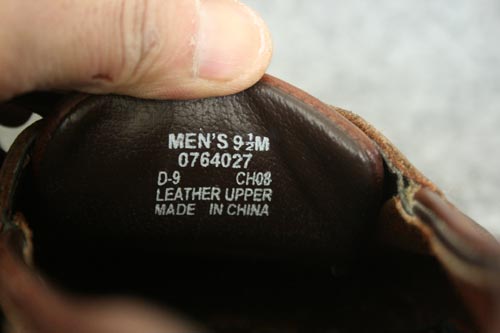 MEN'S 9½M
0764027
D-9 CH08
LEATHER UPPER
MADE IN CHINA